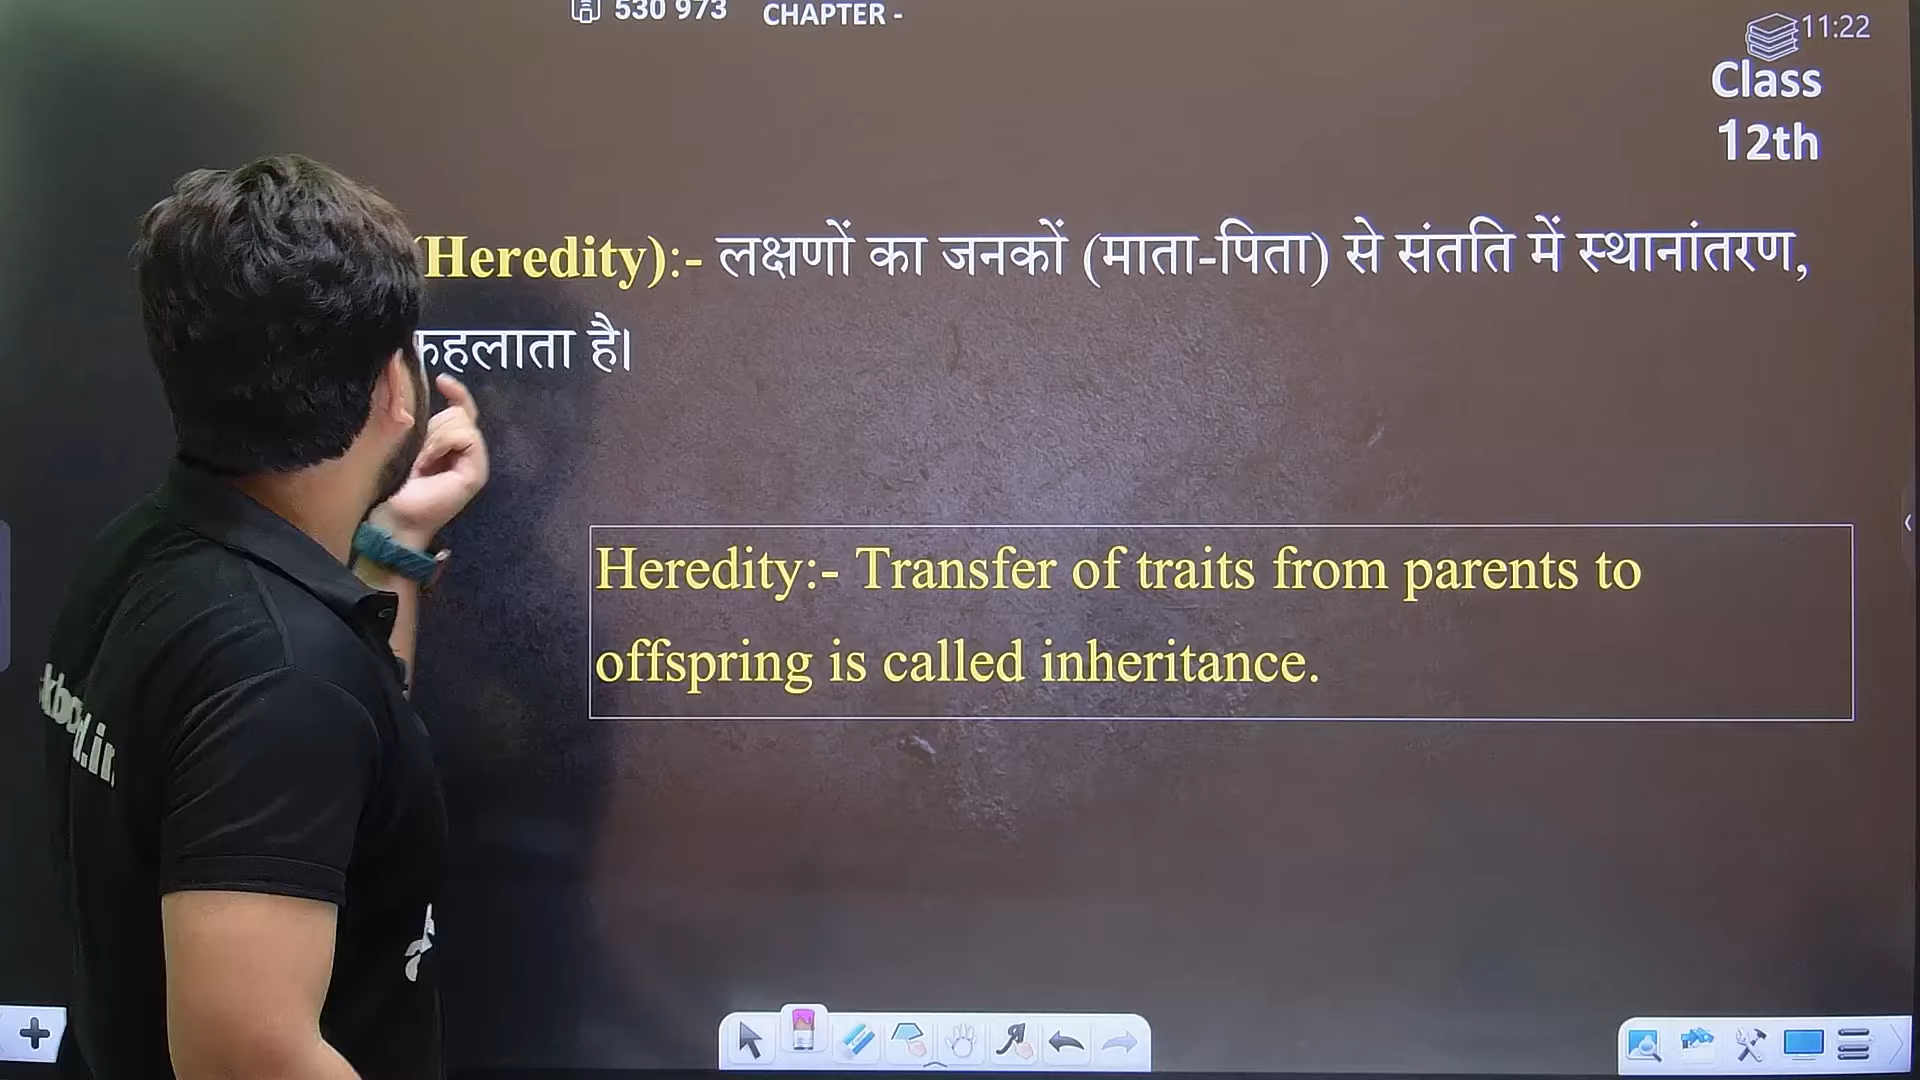 530 973 CHAPTER -
11:22
Class
12th
(Heredity):- लक्षणों का जनकों (माता-पिता) से संतति में स्थानांतरण,
कहलाता है।
Heredity:- Transfer of traits from parents to
offspring is called inheritance.